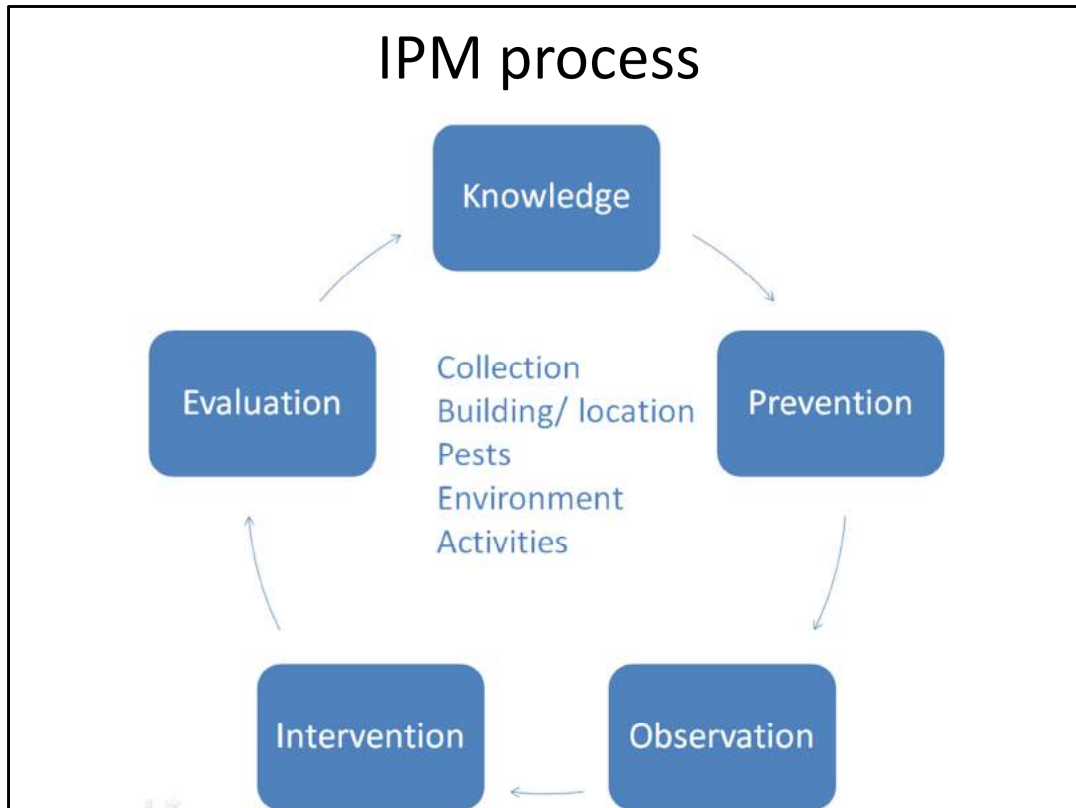 IPM process
Knowledge
Evaluation
Prevention
Collection
Building/ location
Pests
Environment
Activities
Intervention
Observation